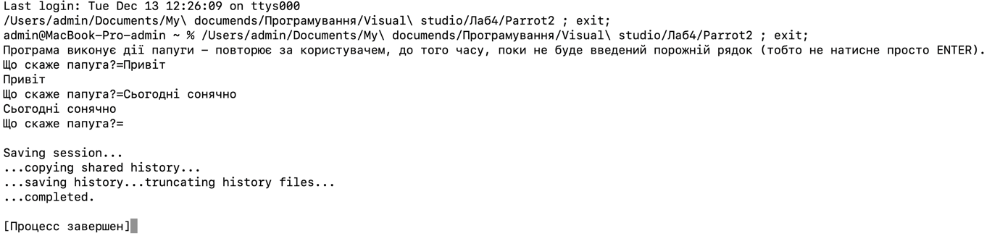 Last login: Tue Dec 13 12:26:09 on ttys000
/Users/admin/Documents/My\ documends/Програмування/Visual\ studio/Лаб4/Parrot2 ; exit;
admin@MacBook-Pro-admin ~ % /Users/admin/Documents/My\ documends/Програмування/Visual\ studio/Лаб4/Parrot2 ; exit;
Програма виконує дії папуги – повторює за користувачем, до того часу, поки не буде введений порожній рядок (тобто не натисне просто ENTER).
Що скаже папуга?=Привіт
Привіт
Що скаже папуга?=Сьогодні сонячно
Сьогодні сонячно
Що скаже папуга?=
Saving session...
...copying shared history...
...saving history...truncating history files...
...completed.
[Процесс завершен]